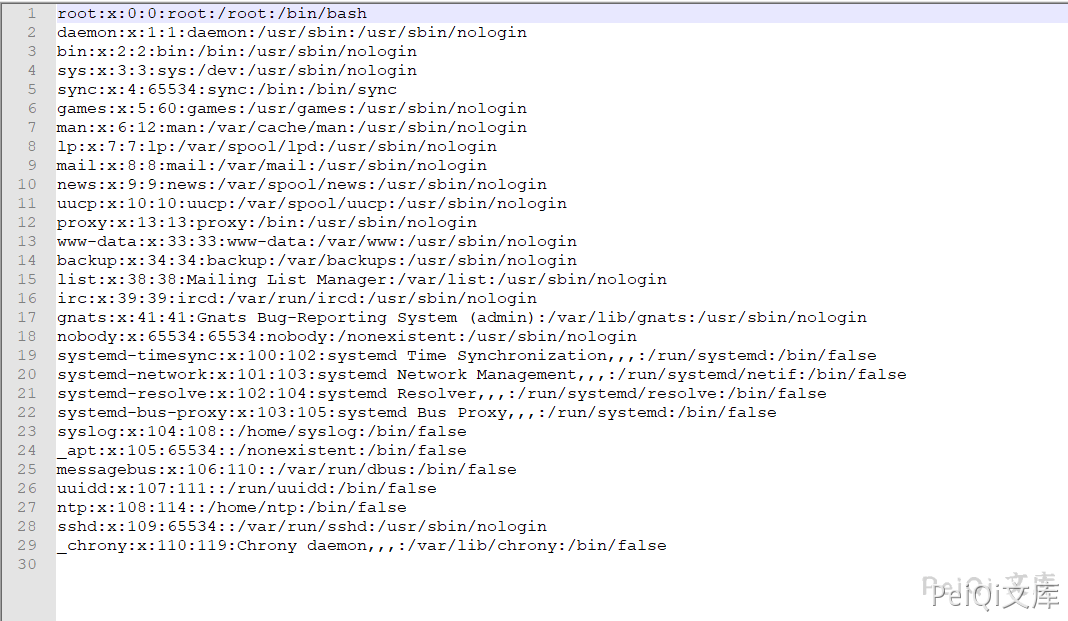 1 root:x:0:0:root:/root:/bin/bash
2 daemon:x:1:1:daemon:/usr/sbin:/usr/sbin/nologin
3 bin:x:2:2:bin:/bin:/usr/sbin/nologin
4 sys:x:3:3:sys:/dev:/usr/sbin/nologin
5 sync:x:4:65534:sync:/bin:/bin/sync
6 games:x:5:60:games:/usr/games:/usr/sbin/nologin
7 man:x:6:12:man:/var/cache/man:/usr/sbin/nologin
8 lp:x:7:7:lp:/var/spool/lpd:/usr/sbin/nologin
9 mail:x:8:8:mail:/var/mail:/usr/sbin/nologin
10 news:x:9:9:news:/var/spool/news:/usr/sbin/nologin
11 uucp:x:10:10:uucp:/var/spool/uucp:/usr/sbin/nologin
12 proxy:x:13:13:proxy:/bin:/usr/sbin/nologin
13 www-data:x:33:33:www-data:/var/www:/usr/sbin/nologin
14 backup:x:34:34:backup:/var/backups:/usr/sbin/nologin
15 list:x:38:38:Mailing List Manager:/var/list:/usr/sbin/nologin
16 irc:x:39:39:ircd:/var/run/ircd:/usr/sbin/nologin
17 gnats:x:41:41:Gnats Bug-Reporting System (admin):/var/lib/gnats:/usr/sbin/nologin
18 nobody:x:65534:65534:nobody:/nonexistent:/usr/sbin/nologin
19 systemd-timesync:x:100:102:systemd Time Synchronization,,,:/run/systemd:/bin/false
20 systemd-network:x:101:103:systemd Network Management,,,:/run/systemd/netif:/bin/false
21 systemd-resolve:x:102:104:systemd Resolver,,,:/run/systemd/resolve:/bin/false
22 systemd-bus-proxy:x:103:105:systemd Bus Proxy,,,:/run/systemd:/bin/false
23 syslog:x:104:108::/home/syslog:/bin/false
24 _apt:x:105:65534::/nonexistent:/bin/false
25 messagebus:x:106:110::/var/run/dbus:/bin/false
26 uuidd:x:107:111::/run/uuidd:/bin/false
27 ntp:x:108:114::/home/ntp:/bin/false
28 sshd:x:109:65534::/var/run/sshd:/usr/sbin/nologin
29 _chrony:x:110:119:Chrony daemon,,,:/var/lib/chrony:/bin/false
30
PeiQi 文库
PeiQi文库